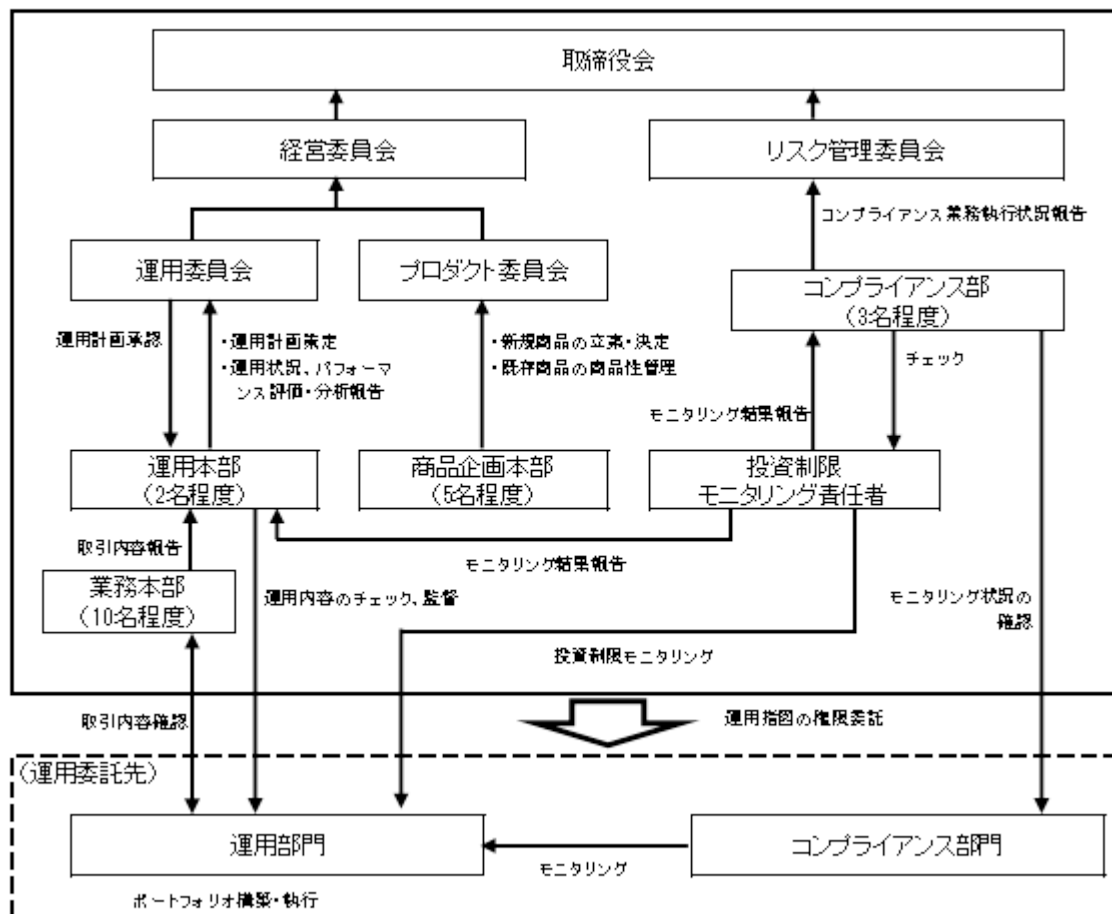 取締役会
経営委員会
リスク管理委員会
コンプライアンス業務執行状況報告
運用委員会
プロダクト委員会
コンプライアンス部
(3名程度)
運用計画承認
・運用計画策定
・運用状況、パフォーマ
ンス評価・分析報告
・新規商品の立案・決定
・既存商品の商品性管理
チェック
モニタリング結果報告
運用本部
(2名程度)
商品企画本部
(5名程度)
投資制限
モニタリング責任者
取引内容報告
モニタリング結果報告
業務本部
(10名程度)
運用内容のチェック、監督
モニタリング状況の
確認
投資制限モニタリング
取引内容確認
運用指図の権限委託
(運用委託先)
運用部門
コンプライアンス部門
モニタリング
ポートフォリオ構築・執行